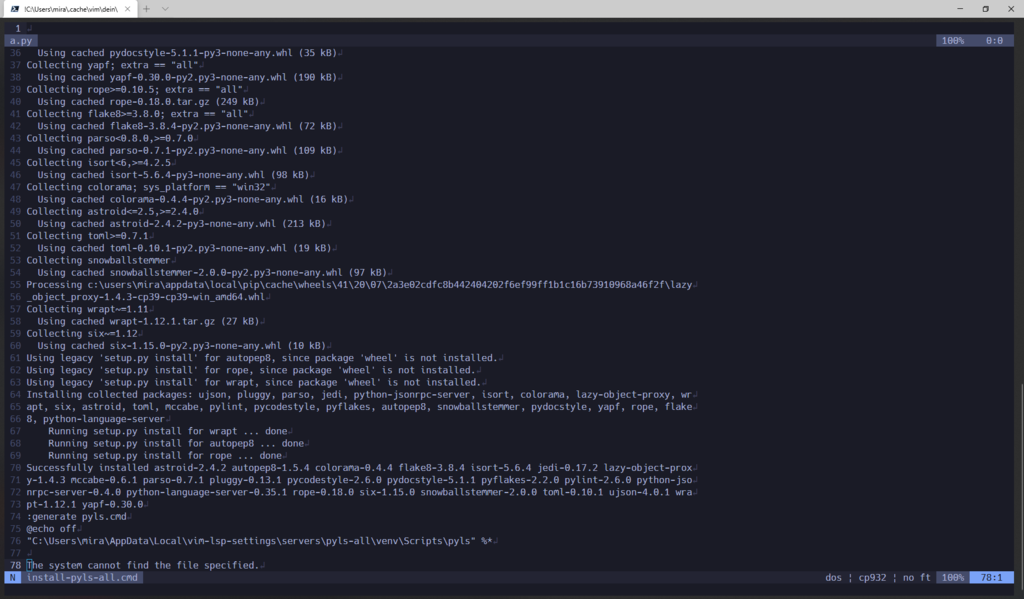 !C:\Users\mira\.cache\vim\dein\
1
a.py 100% 0:0
36 Using cached pydocstyle-5.1.1-py3-none-any.whl (35 kB)
37 Collecting yapf; extra == "all"
38 Using cached yapf-0.30.0-py2.py3-none-any.whl (190 kB)
39 Collecting rope>=0.10.5; extra == "all"
40 Using cached rope-0.18.0.tar.gz (249 kB)
41 Collecting flake8>=3.8.0; extra == "all"
42 Using cached flake8-3.8.4-py2.py3-none-any.whl (72 kB)
43 Collecting parso<0.8.0,>=0.7.0
44 Using cached parso-0.7.1-py2.py3-none-any.whl (109 kB)
45 Collecting isort<6,>=4.2.5
46 Using cached isort-5.6.4-py3-none-any.whl (98 kB)
47 Collecting colorama; sys_platform == "win32"
48 Using cached colorama-0.4.4-py2.py3-none-any.whl (16 kB)
49 Collecting astroid<=2.5,>=2.4.0
50 Using cached astroid-2.4.2-py3-none-any.whl (213 kB)
51 Collecting toml>=0.7.1
52 Using cached toml-0.10.1-py2.py3-none-any.whl (19 kB)
53 Collecting snowballstemmer
54 Using cached snowballstemmer-2.0.0-py2.py3-none-any.whl (97 kB)
55 Processing c:\users\mira\appdata\local\pip\cache\wheels\41\20\07\2a3e02cdfc8b442404202f6ef99ff1b1c16b73910968a46f2f\lazy
56 _object_proxy-1.4.3-cp39-cp39-win_amd64.whl
57 Collecting wrapt~=1.11
58 Using cached wrapt-1.12.1.tar.gz (27 kB)
59 Collecting six~=1.12
60 Using cached six-1.15.0-py2.py3-none-any.whl (10 kB)
61 Using legacy 'setup.py install' for autopep8, since package 'wheel' is not installed.
62 Using legacy 'setup.py install' for rope, since package 'wheel' is not installed.
63 Using legacy 'setup.py install' for wrapt, since package 'wheel' is not installed.
64 Installing collected packages: ujson, pluggy, parso, jedi, python-jsonrpc-server, isort, colorama, lazy-object-proxy, wr
65 apt, six, astroid, toml, mccabe, pylint, pycodestyle, pyflakes, autopep8, snowballstemmer, pydocstyle, yapf, rope, flake
66 8, python-language-server
67 Running setup.py install for wrapt ... done
68 Running setup.py install for autopep8 ... done
69 Running setup.py install for rope ... done
70 Successfully installed astroid-2.4.2 autopep8-1.5.4 colorama-0.4.4 flake8-3.8.4 isort-5.6.4 jedi-0.17.2 lazy-object-prox
71 y-1.4.3 mccabe-0.6.1 parso-0.7.1 pluggy-0.13.1 pycodestyle-2.6.0 pydocstyle-5.1.1 pyflakes-2.2.0 pylint-2.6.0 python-jso
72 nrpc-server-0.4.0 python-language-server-0.35.1 rope-0.18.0 six-1.15.0 snowballstemmer-2.0.0 toml-0.10.1 ujson-4.0.1 wra
73 pt-1.12.1 yapf-0.30.0
74 :generate pyls.cmd
75 @echo off
76 "C:\Users\mira\AppData\Local\vim-lsp-settings\servers\pyls-all\venv\Scripts\pyls" %*
77
78 The system cannot find the file specified.
N install-pyls-all.cmd dos ¦ cp932 ¦ no ft 100% 78:1